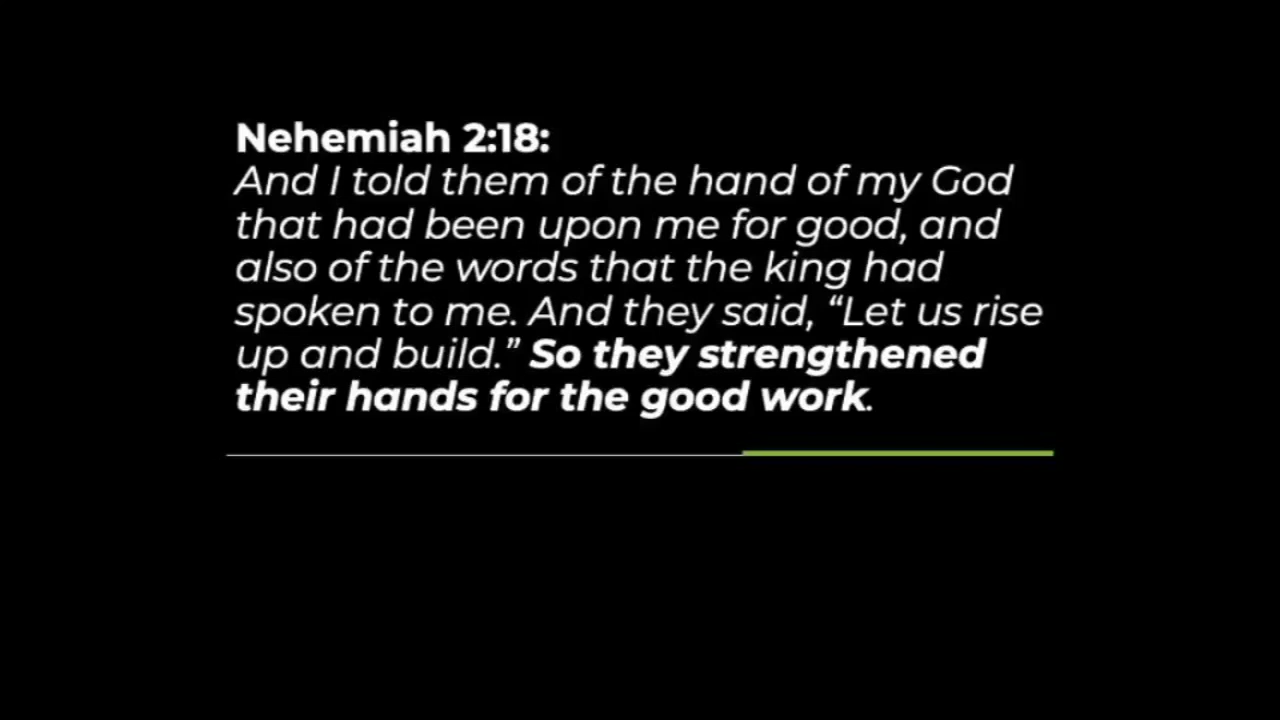 Nehemiah 2:18:
And I told them of the hand of my God
that had been upon me for good, and
also of the words that the king had
spoken to me. And they said, “Let us rise
up and build.” So they strengthened
their hands for the good work.